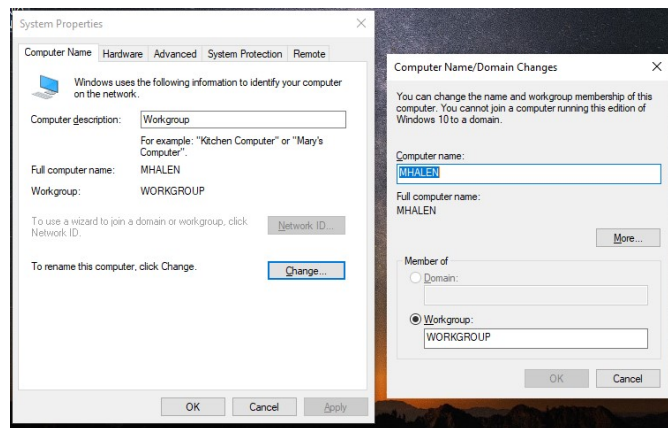 System Properties
Computer Name
Hardware
Advanced
System Protection
Remote
Windows uses the following information to identify your computer
on the network.
Computer description:
Workgroup
For example: "Kitchen Computer" or "Mary's
Computer".
Full computer name:
MHALEN
Workgroup:
WORKGROUP
To use a wizard to join a domain or workgroup, click
Network ID.
Network ID...
To rename this computer, click Change.
Change...
OK
Cancel
Apply
Computer Name/Domain Changes
You can change the name and workgroup membership of this
computer. You cannot join a computer running this edition of
Windows 10 to a domain.
Computer name:
MHALEN
Full computer name:
MHALEN
More...
Member of
Domain:
Workgroup:
WORKGROUP
OK
Cancel